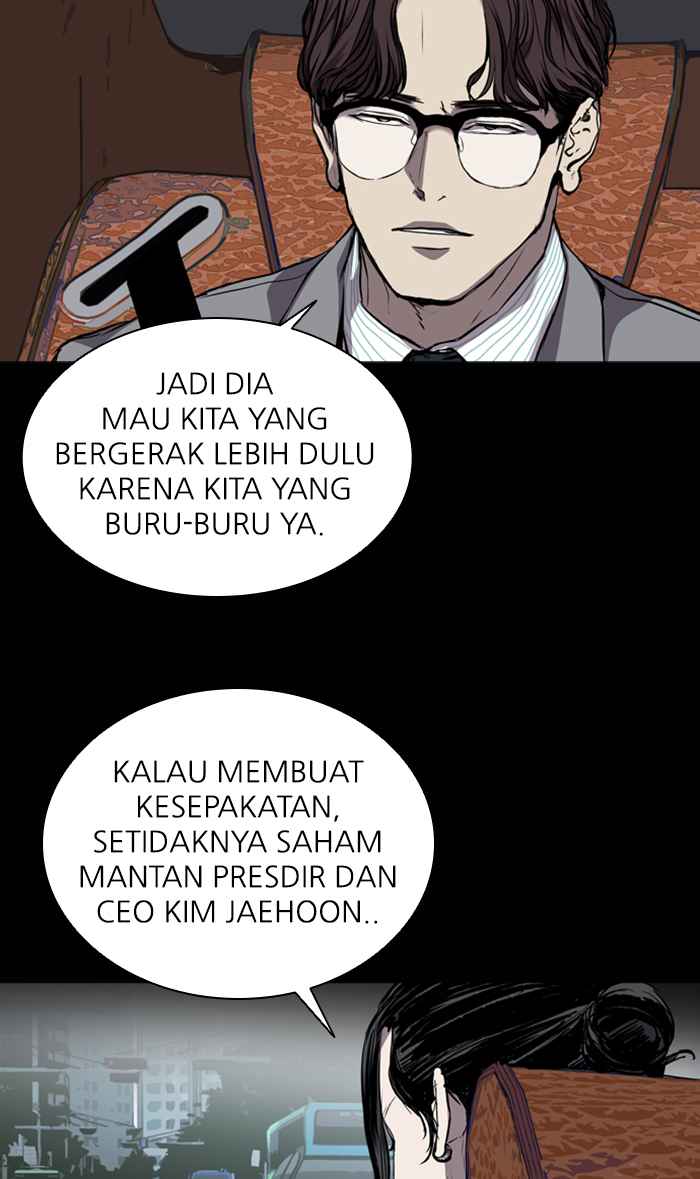 JADI DIA
MAU KITA YANG
BERGERAK LEBIH DULU
KARENA KITA YANG
BURU-BURU YA.
KALAU MEMBUAT
KESEPAKATAN,
SETIDAKNYA SAHAM
MANTAN PRESDIR DAN
CEO KIM JAEHOON..